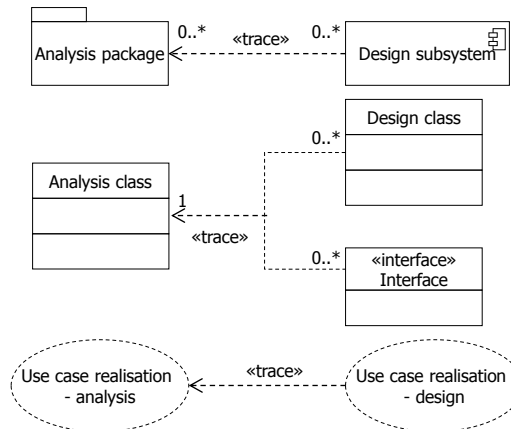 0..* «trace» 0..*
Analysis package
Design subsystem
Design class
0..*
Analysis class
1
«trace»
0..*
«interface»
Interface
Use case realisation
- analysis
«trace»
Use case realisation
- design